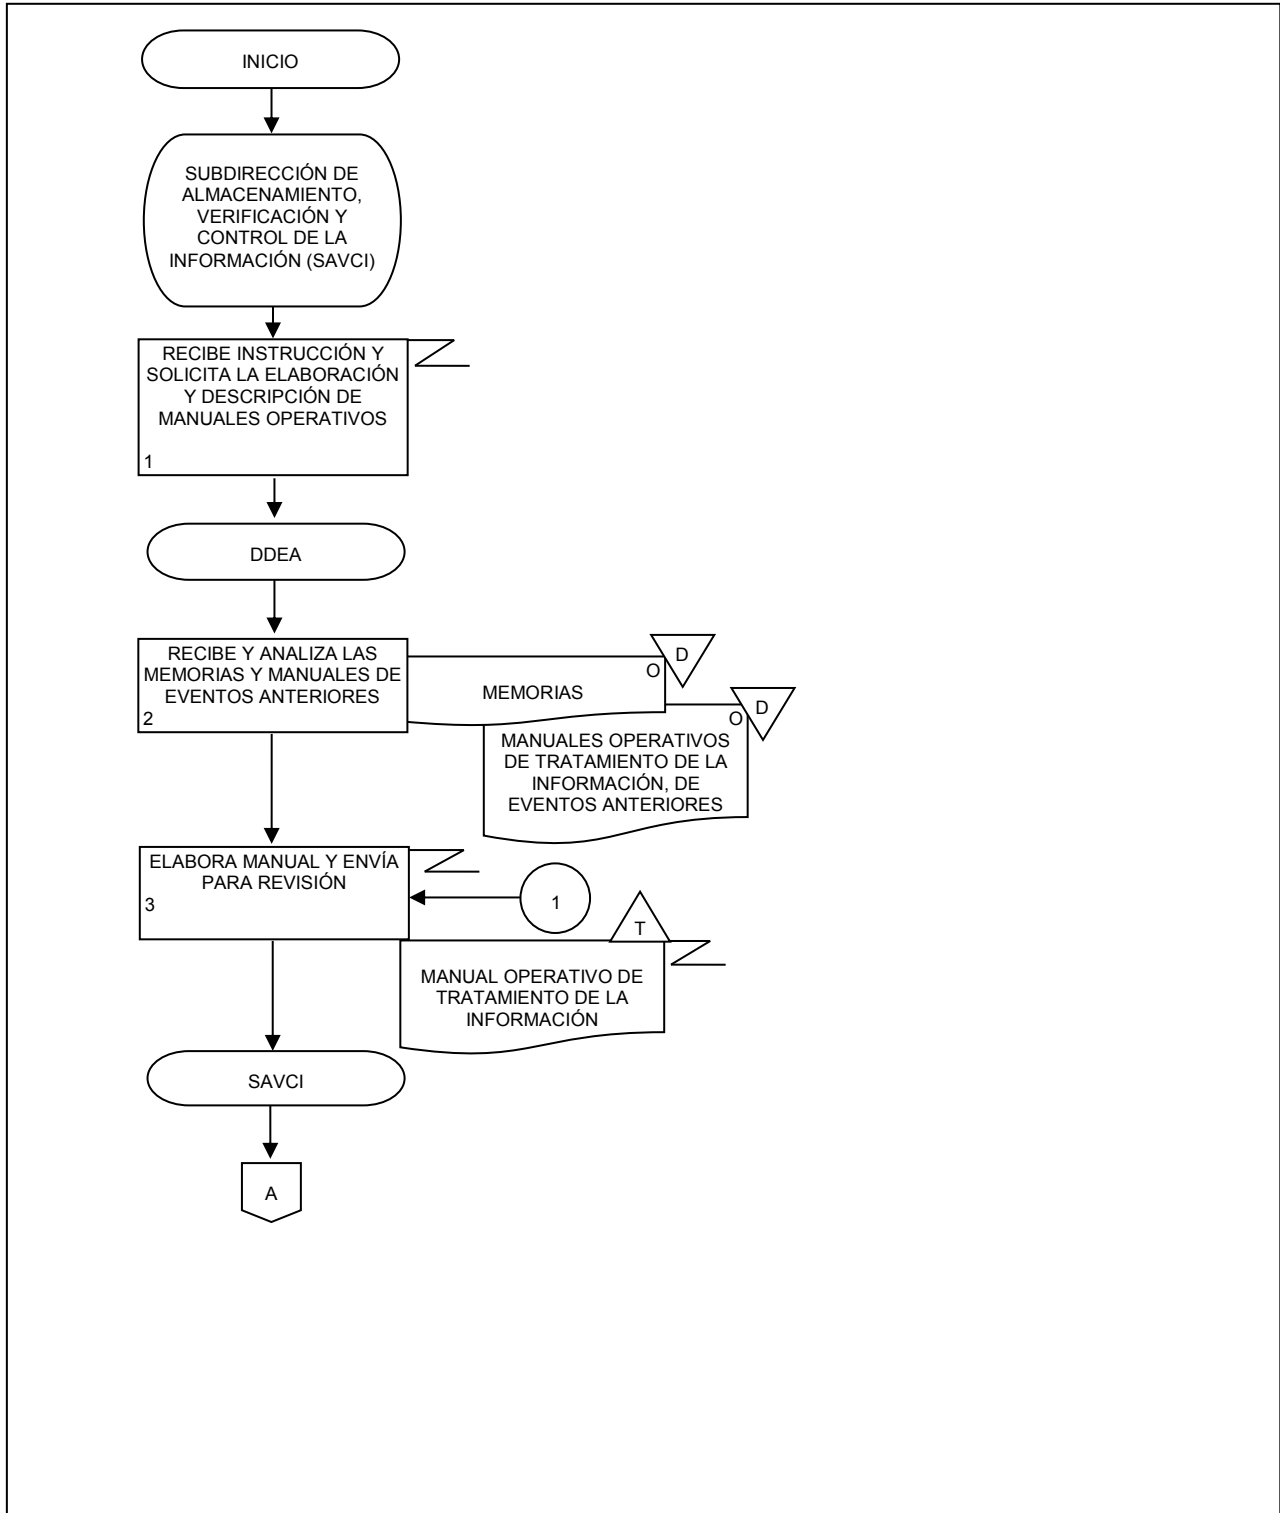 INICIO
SUBDIRECCIÓN DE
ALMACENAMIENTO,
VERIFICACIÓN Y
CONTROL DE LA
INFORMACIÓN (SAVCI)
RECIBE INSTRUCCIÓN Y
SOLICITA LA ELABORACIÓN
Y DESCRIPCIÓN DE
MANUALES OPERATIVOS
1
DDEA
RECIBE Y ANALIZA LAS
MEMORIAS Y MANUALES DE
EVENTOS ANTERIORES
2
MEMORIAS
O
D
MANUALES OPERATIVOS
DE TRATAMIENTO DE LA
INFORMACIÓN, DE
EVENTOS ANTERIORES
O
D
ELABORA MANUAL Y ENVÍA
PARA REVISIÓN
3
1
T
MANUAL OPERATIVO DE
TRATAMIENTO DE LA
INFORMACIÓN
SAVCI
A